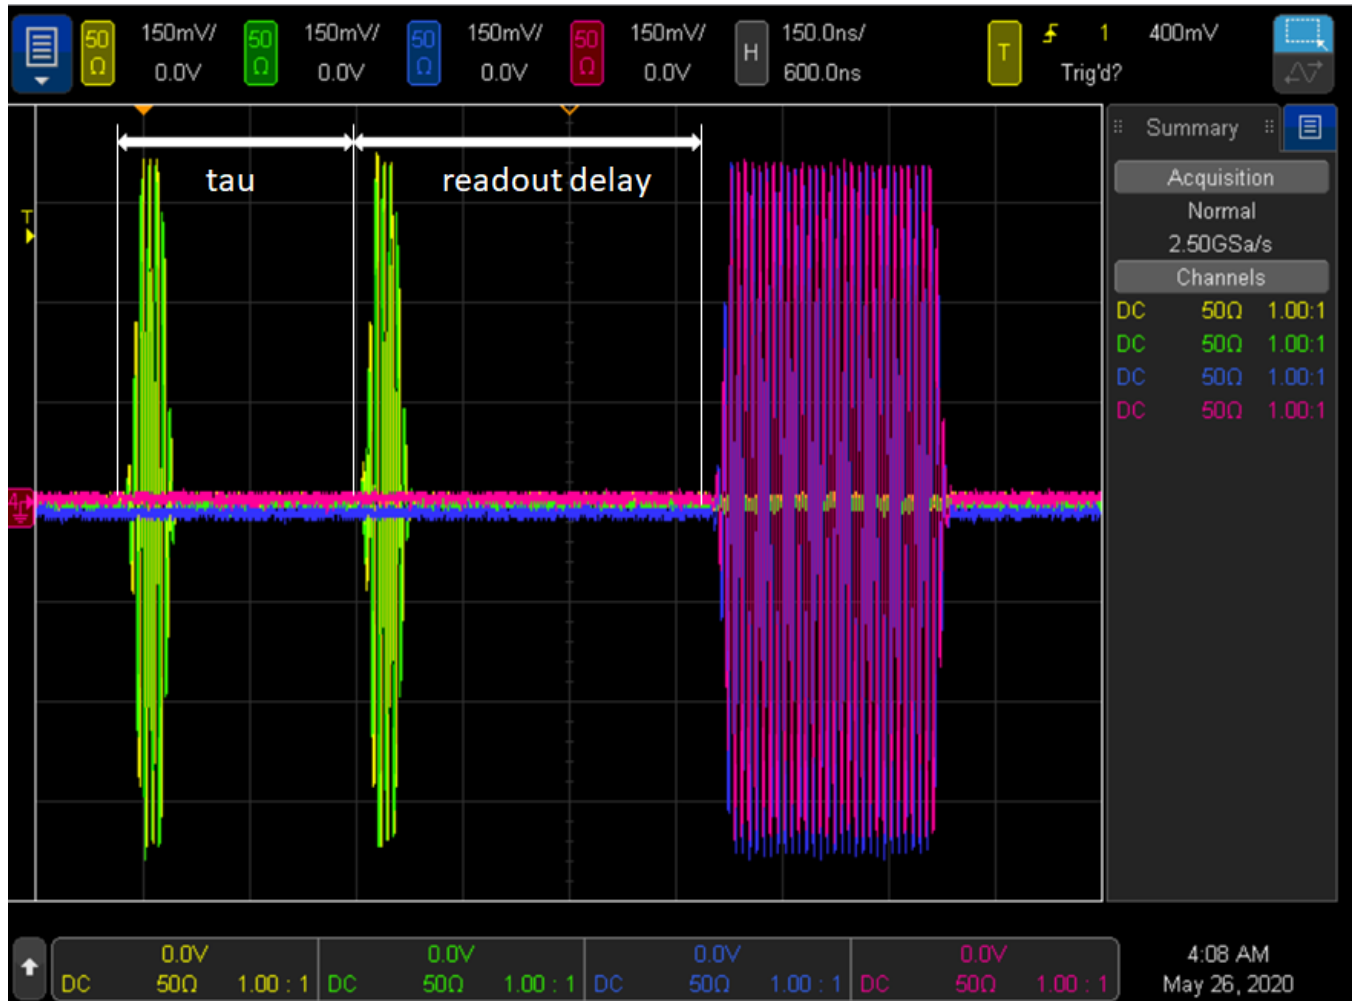 50 Ω 150mV/ 0.0V
50 Ω 150mV/ 0.0V
50 Ω 150mV/ 0.0V
50 Ω 150mV/ 0.0V
H 150.0ns/ 600.0ns
T 1 400mV
Trig'd?
Summary
Acquisition
Normal
2.50GSa/s
Channels
DC 50Ω 1.00:1
DC 50Ω 1.00:1
DC 50Ω 1.00:1
DC 50Ω 1.00:1
tau
readout delay
T
4
0.0V
DC 50Ω 1.00 : 1
0.0V
DC 50Ω 1.00 : 1
0.0V
DC 50Ω 1.00 : 1
0.0V
DC 50Ω 1.00 : 1
4:08 AM
May 26, 2020